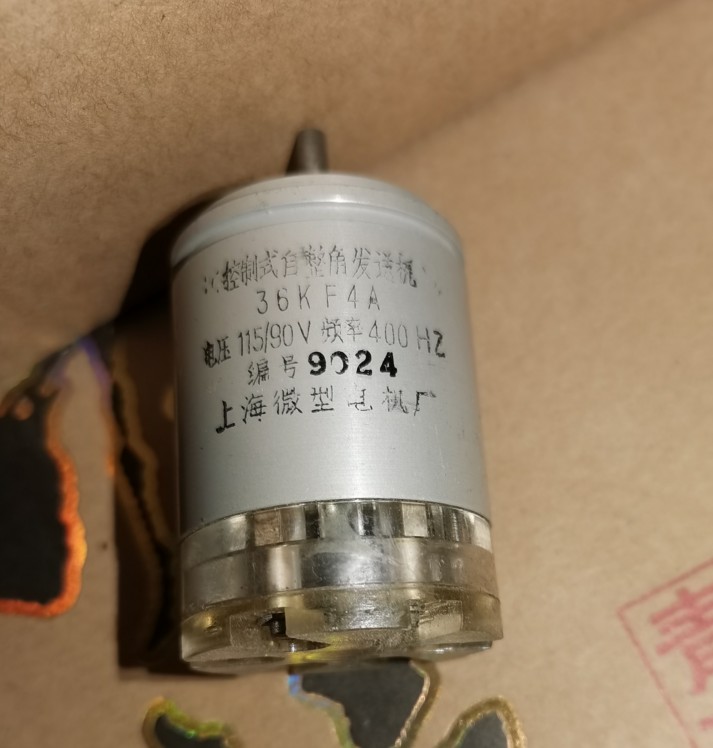 控制式自整角发送机
36KF4A
电压 115/90V 频率 400 HZ
编号 9024
上海微型电机厂